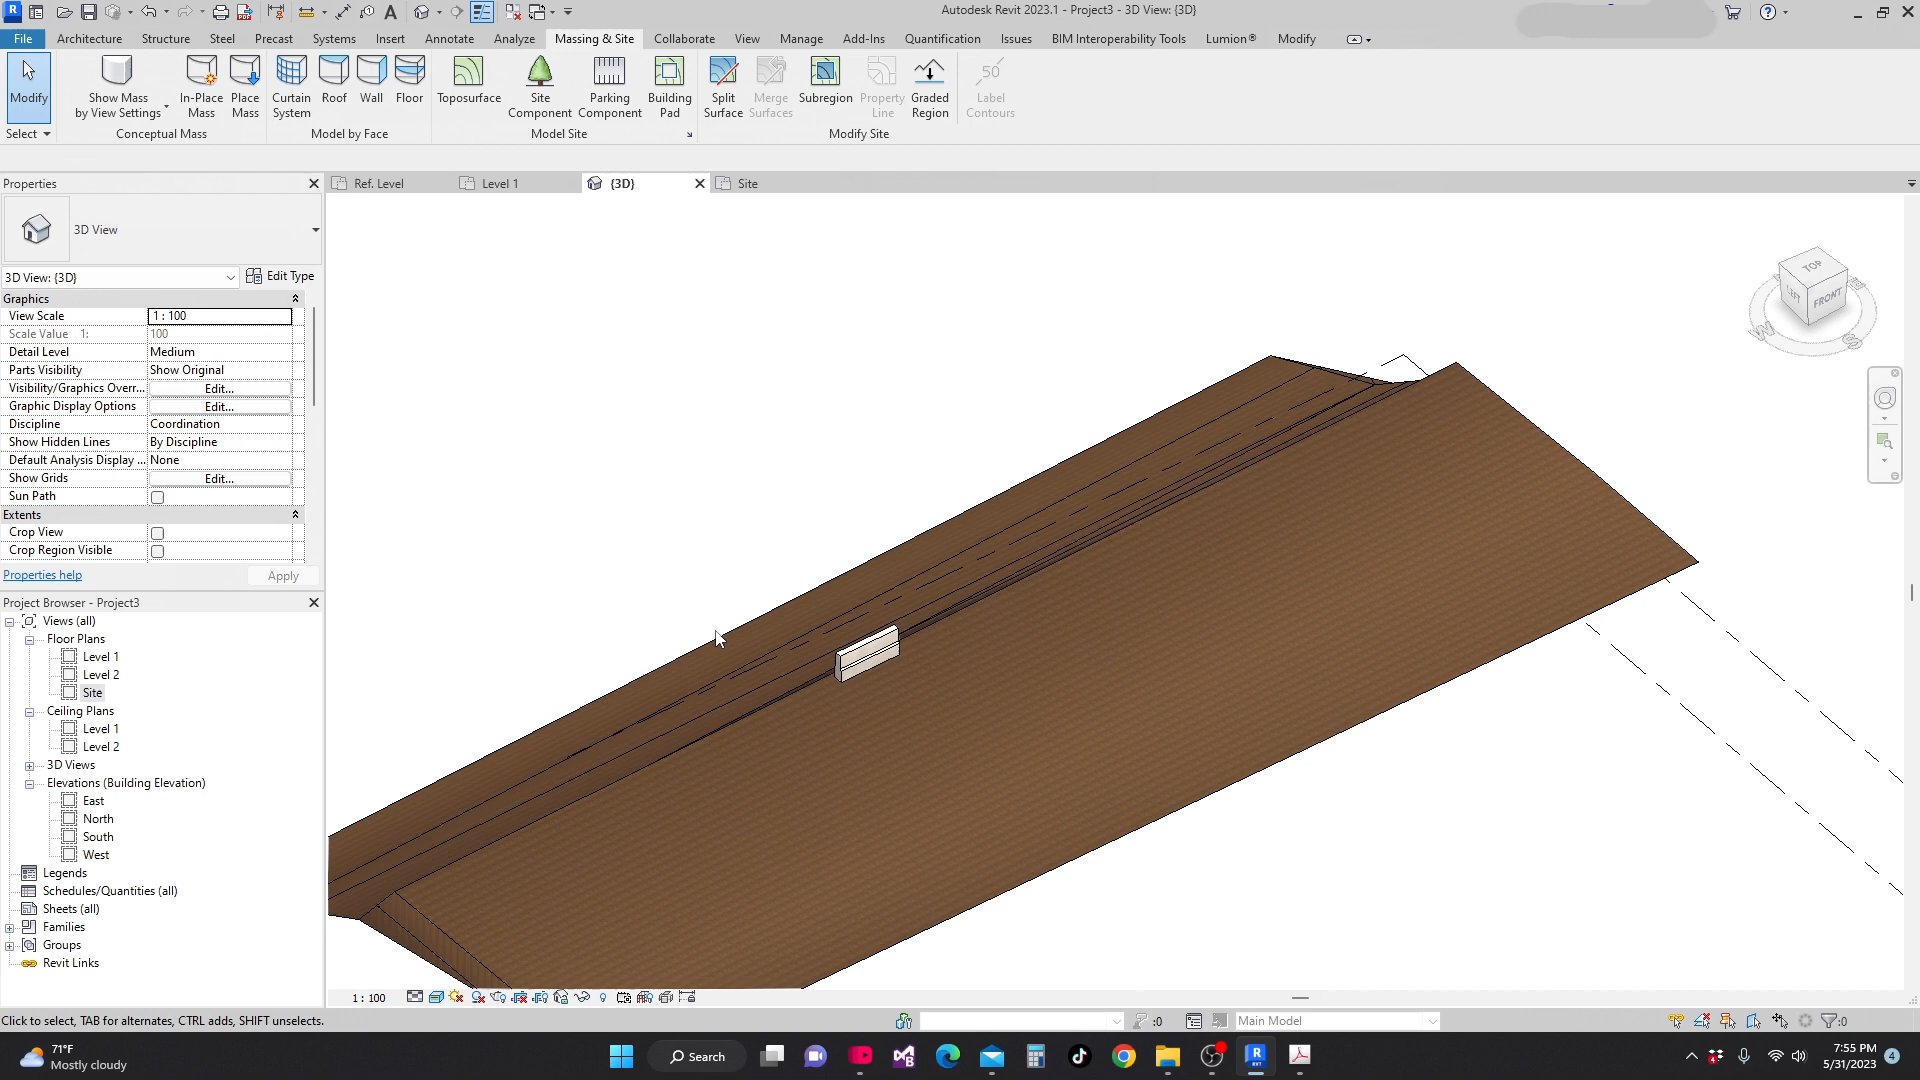 Autodesk Revit 2023.1 - Project3 - 3D View: {3D}
File Architecture Structure Steel Precast Systems Insert Annotate Analyze Massing & Site Collaborate View Manage Add-Ins Quantification Issues BIM Interoperability Tools Lumion® Modify
Modify
Show Mass by View Settings
In-Place Mass
Place Mass
Curtain System
Roof
Wall
Floor
Toposurface
Site Component
Parking Component
Building Pad
Split Surface
Merge Surfaces
Subregion
Property Line
Graded Region
50
Label Contours
Select
Conceptual Mass
Model by Face
Model Site
Modify Site
Properties
Ref. Level
Level 1
{3D}
Site
3D View
3D View: {3D}
Edit Type
Graphics
View Scale 1 : 100
Scale Value 1: 100
Detail Level Medium
Parts Visibility Show Original
Visibility/Graphics Overr... Edit...
Graphic Display Options Edit...
Discipline Coordination
Show Hidden Lines By Discipline
Default Analysis Display ... None
Show Grids Edit...
Sun Path
Extents
Crop View
Crop Region Visible
Properties help
Apply
Project Browser - Project3
Views (all)
Floor Plans
Level 1
Level 2
Site
Ceiling Plans
Level 1
Level 2
3D Views
Elevations (Building Elevation)
East
North
South
West
Legends
Schedules/Quantities (all)
Sheets (all)
Families
Groups
Revit Links
TOP
LEFT
FRONT
W
S
1 : 100
Click to select, TAB for alternates, CTRL adds, SHIFT unselects.
:0
Main Model
:0
71°F
Mostly cloudy
Search
7:55 PM
5/31/2023
4